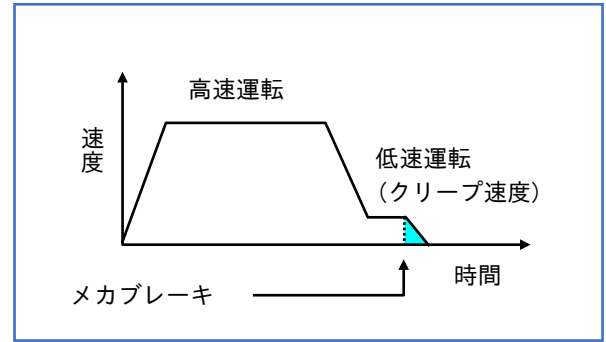 高速運転
速度
低速運転
（クリープ速度）
時間
メカブレーキ